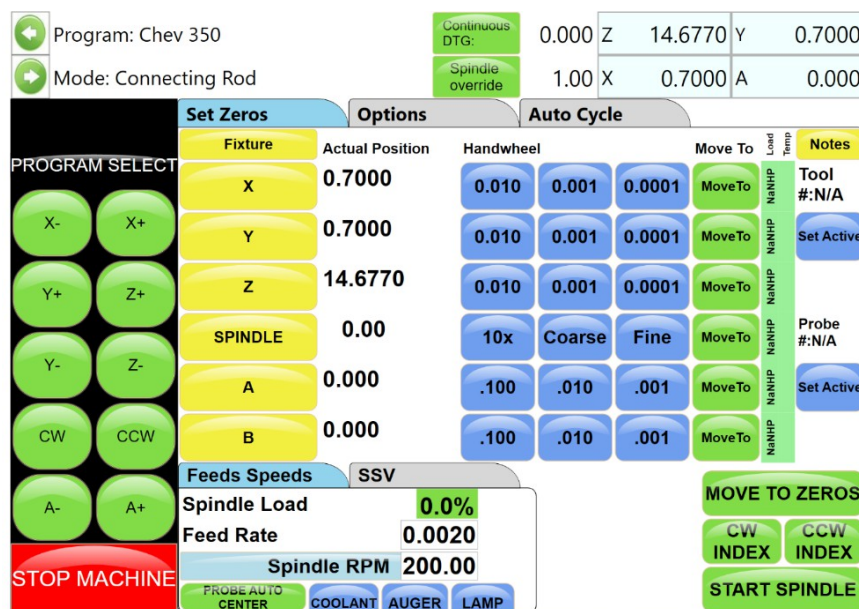 Program: Chev 350
Continuous DTG: 0.000 Z 14.6770 Y 0.7000
Mode: Connecting Rod
Spindle override 1.00 X 0.7000 A 0.000
Set Zeros Options Auto Cycle
PROGRAM SELECT
Fixture Actual Position Handwheel Move To Load Temp Notes
X 0.7000 0.010 0.001 0.0001 MoveTo NaNHP Tool #:N/A
X- X+
Y 0.7000 0.010 0.001 0.0001 MoveTo NaNHP Set Active
Y+ Z+
Z 14.6770 0.010 0.001 0.0001 MoveTo NaNHP
SPINDLE 0.00 10x Coarse Fine MoveTo NaNHP Probe #:N/A
Y- Z-
A 0.000 .100 .010 .001 MoveTo NaNHP Set Active
CW CCW
B 0.000 .100 .010 .001 MoveTo NaNHP
Feeds Speeds SSV
A- A+
Spindle Load 0.0%
Feed Rate 0.0020
Spindle RPM 200.00
STOP MACHINE
PROBE AUTO CENTER COOLANT AUGER LAMP
MOVE TO ZEROS
CW INDEX CCW INDEX
START SPINDLE